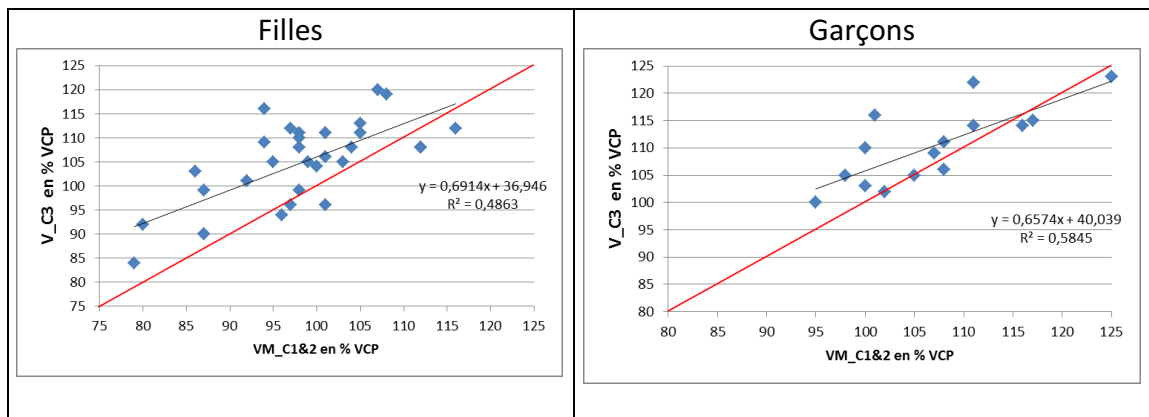 Filles
125
120
115
110
105
100
95
90
85
80
75
V_C3 en % VCP
y = 0,6914x + 36,946
R² = 0,4863
75 80 85 90 95 100 105 110 115 120 125
VM_C1&2 en % VCP
Garçons
125
120
115
110
105
100
95
90
85
80
V_C3 en % VCP
y = 0,6574x + 40,039
R² = 0,5845
80 85 90 95 100 105 110 115 120 125
VM_C1&2 en % VCP